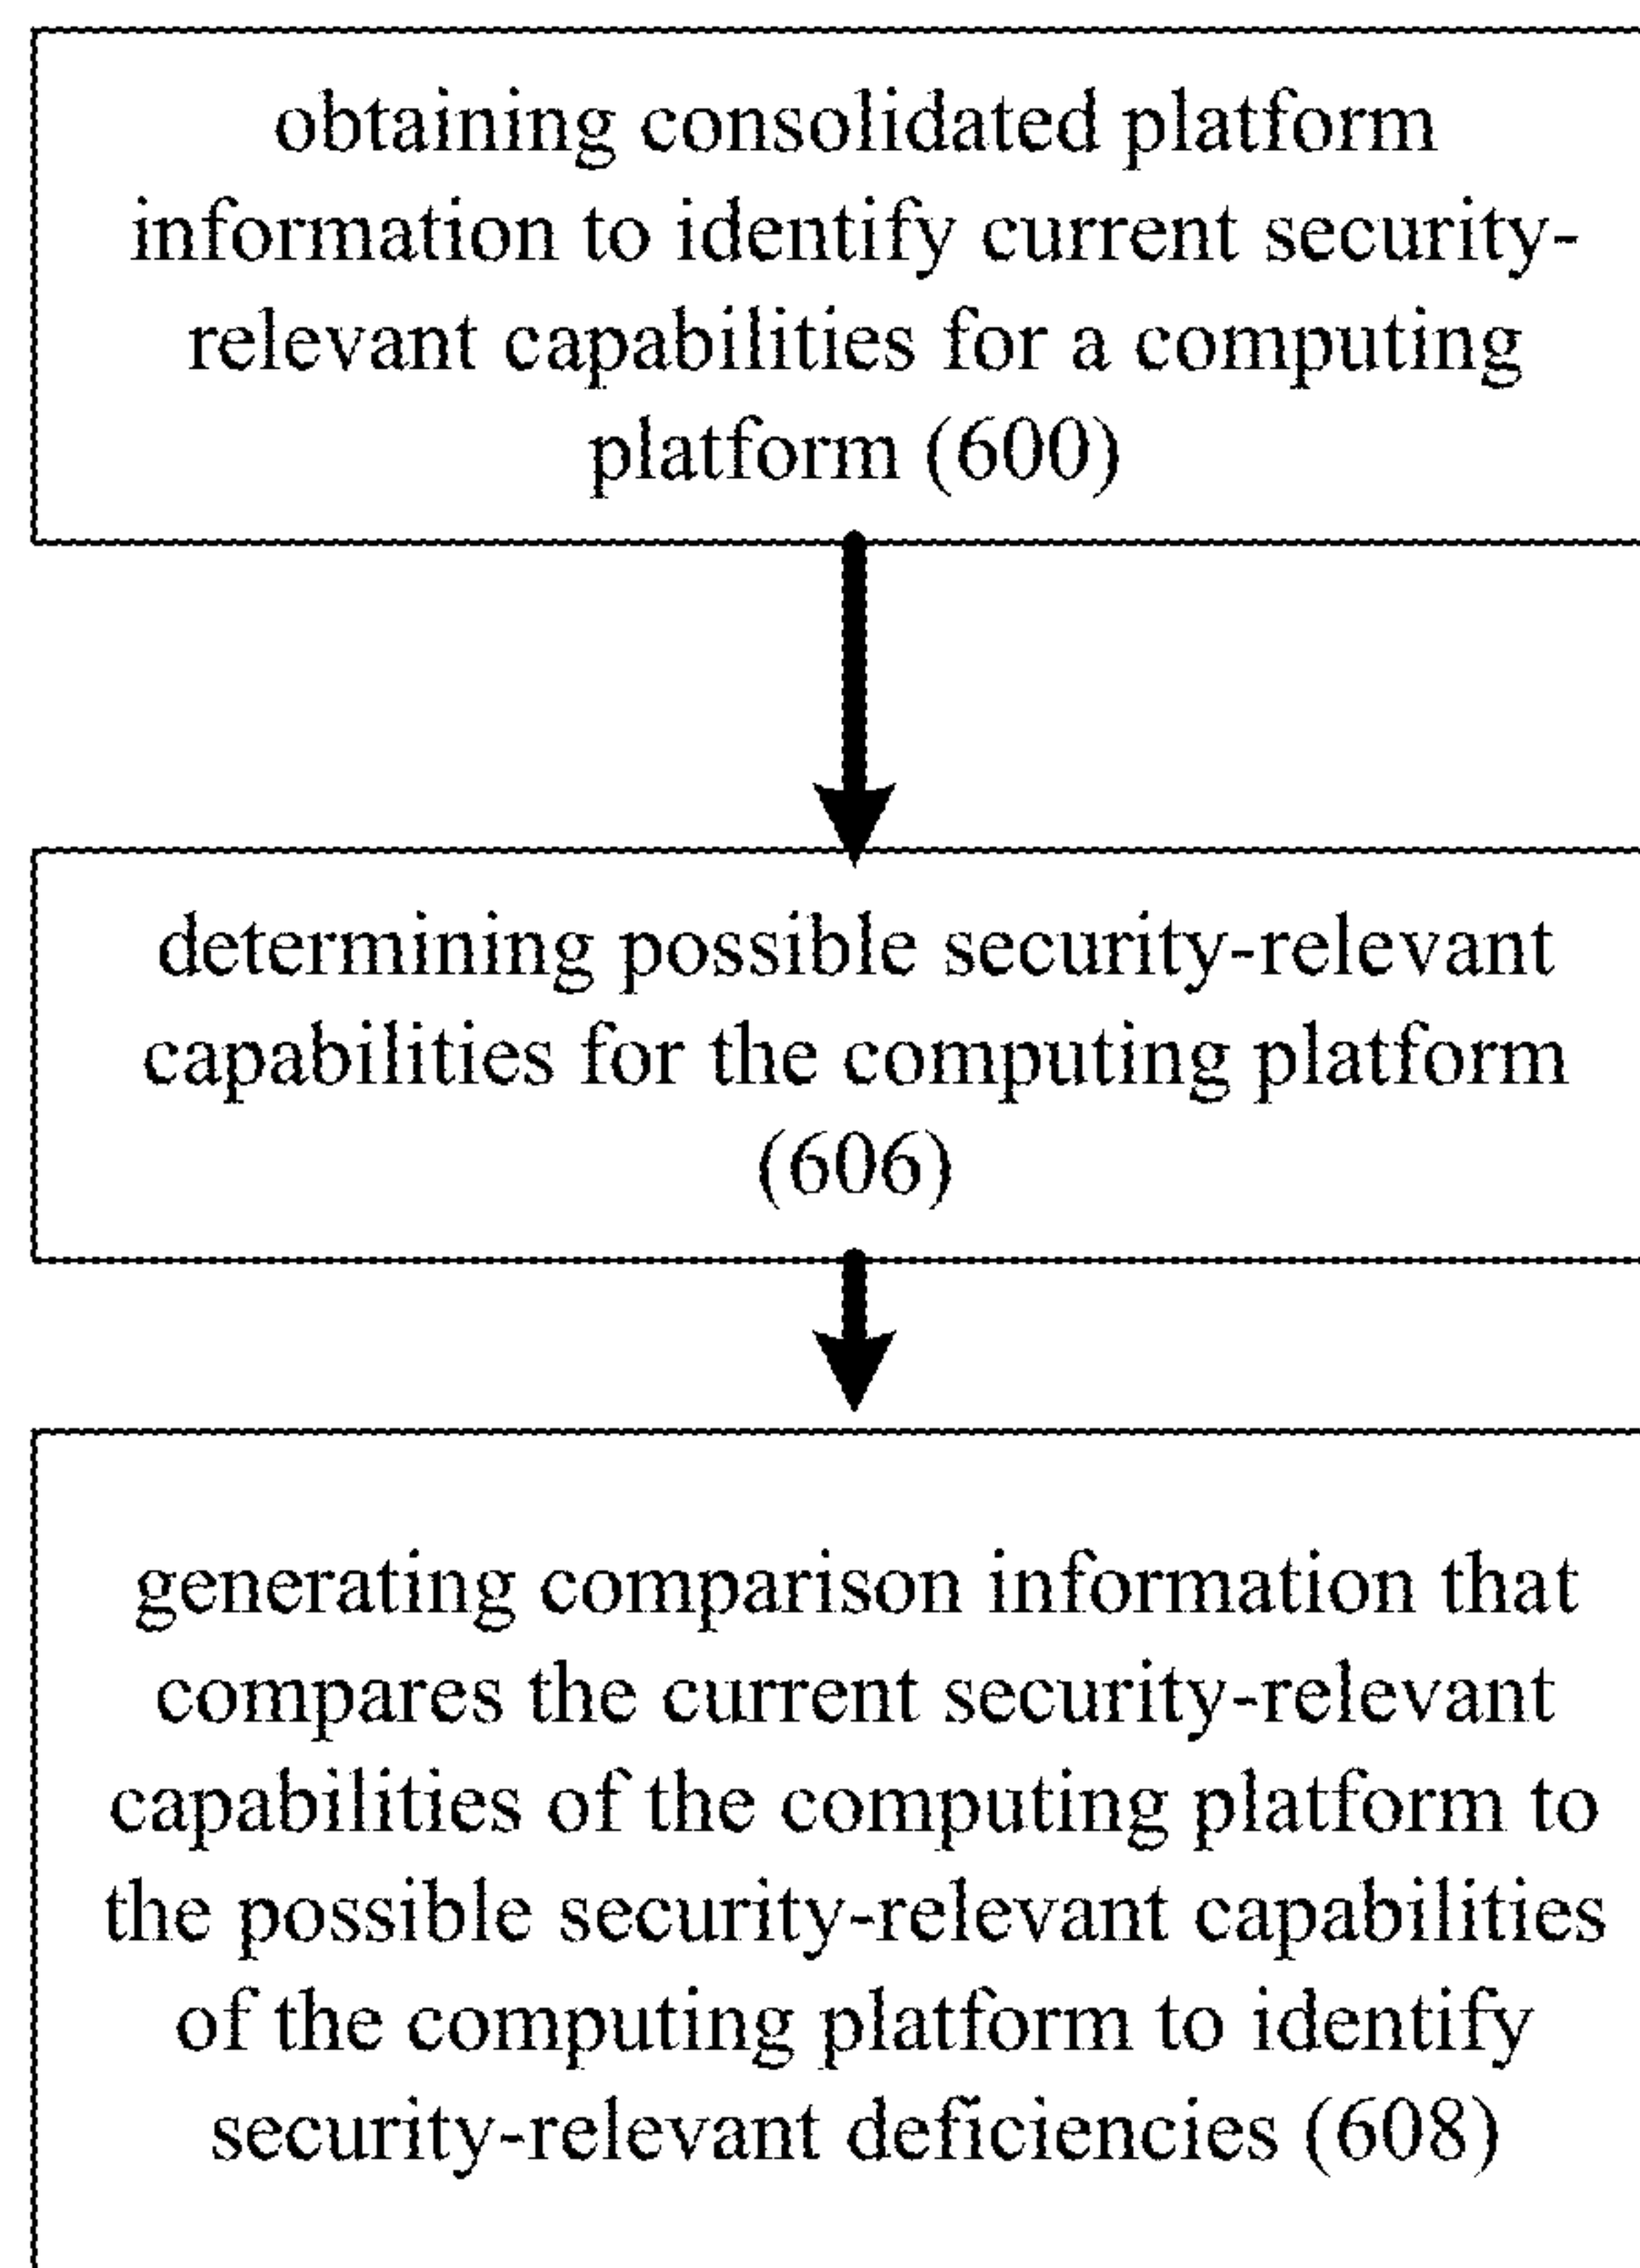 obtaining consolidated platform
information to identify current security-
relevant capabilities for a computing
platform (600)
determining possible security-relevant
capabilities for the computing platform
(606)
generating comparison information that
compares the current security-relevant
capabilities of the computing platform to
the possible security-relevant capabilities
of the computing platform to identify
security-relevant deficiencies (608)